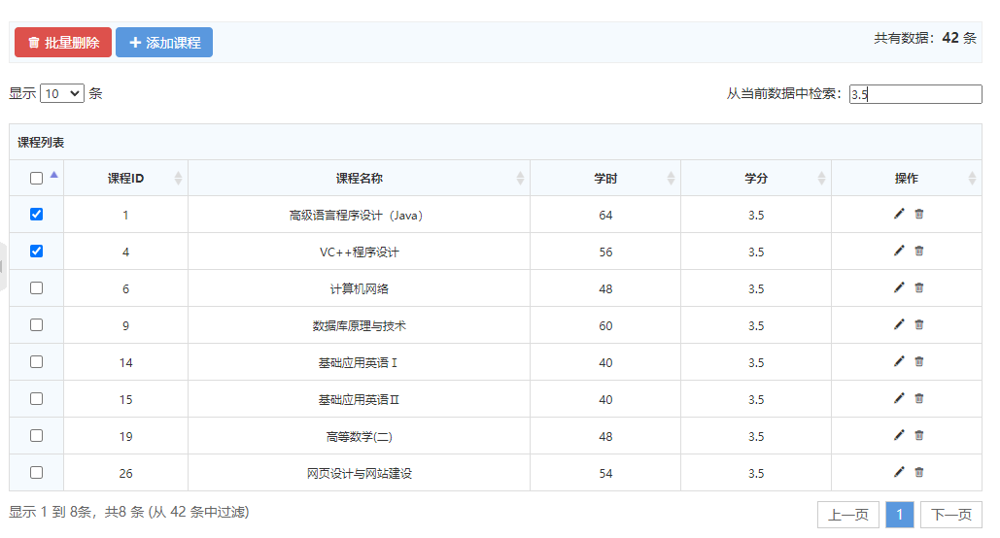 批量删除 添加课程 共有数据：42 条
显示 10 条 从当前数据中检索：3.5
课程列表
课程ID 课程名称 学时 学分 操作
1 高级语言程序设计（Java） 64 3.5
4 VC++程序设计 56 3.5
6 计算机网络 48 3.5
9 数据库原理与技术 60 3.5
14 基础应用英语Ⅰ 40 3.5
15 基础应用英语Ⅱ 40 3.5
19 高等数学(二) 48 3.5
26 网页设计与网站建设 54 3.5
显示 1 到 8条，共8 条 (从 42 条中过滤) 上一页 1 下一页